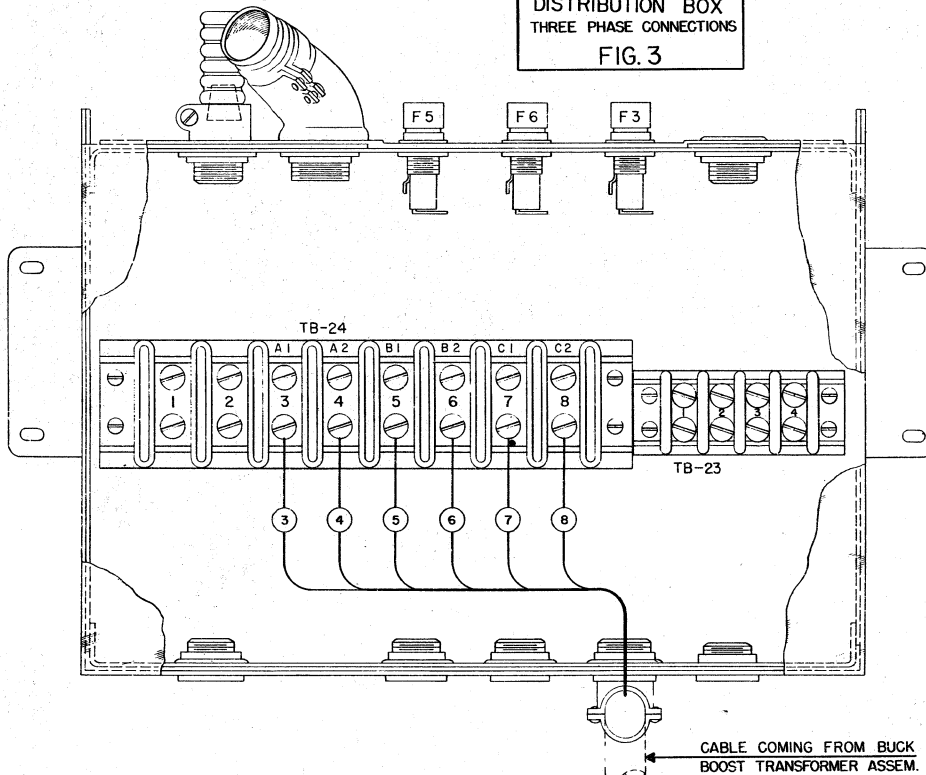 DISTRIBUTION BOX
THREE PHASE CONNECTIONS
FIG. 3
F5 F6 F3
TB-24
A1 A2 B1 B2 C1 C2
1 2 3 4 5 6 7 8
1 2 3 4
TB-23
3 4 5 6 7 8
CABLE COMING FROM BUCK
BOOST TRANSFORMER ASSEM.